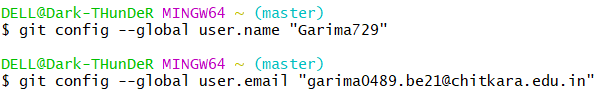 DELL@Dark-THunDeR MINGW64 ~ (master)
$ git config --global user.name "Garima729"
DELL@Dark-THunDeR MINGW64 ~ (master)
$ git config --global user.email "garima0489.be21@chitkara.edu.in"